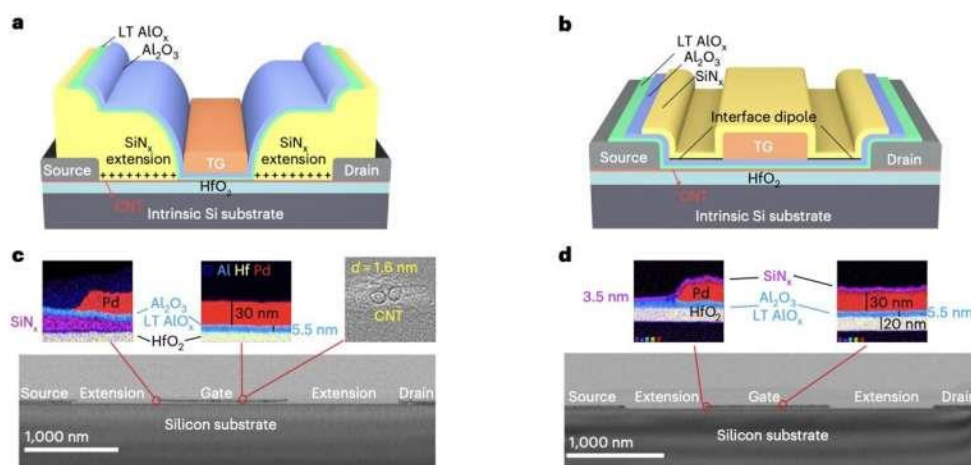 a
LT AlOₓ
Al₂O₃
SiNₓ
extension
TG
SiNₓ
extension
Source
+++++++++
+++++++++
Drain
HfO₂
CNT
Intrinsic Si substrate
b
LT AlOₓ
Al₂O₃
SiNₓ
Interface dipole
TG
Source
Drain
HfO₂
CNT
Intrinsic Si substrate
c
Al Hf Pd
d = 1.6 nm
Pd
Al₂O₃
LT AlOₓ
30 nm
CNT
SiNₓ
HfO₂
5.5 nm
Source Extension Gate Extension Drain
Silicon substrate
1,000 nm
d
SiNₓ
3.5 nm
Pd
Al₂O₃
30 nm
HfO₂
LT AlOₓ
5.5 nm
20 nm
Source Extension Gate Extension Drain
Silicon substrate
1,000 nm